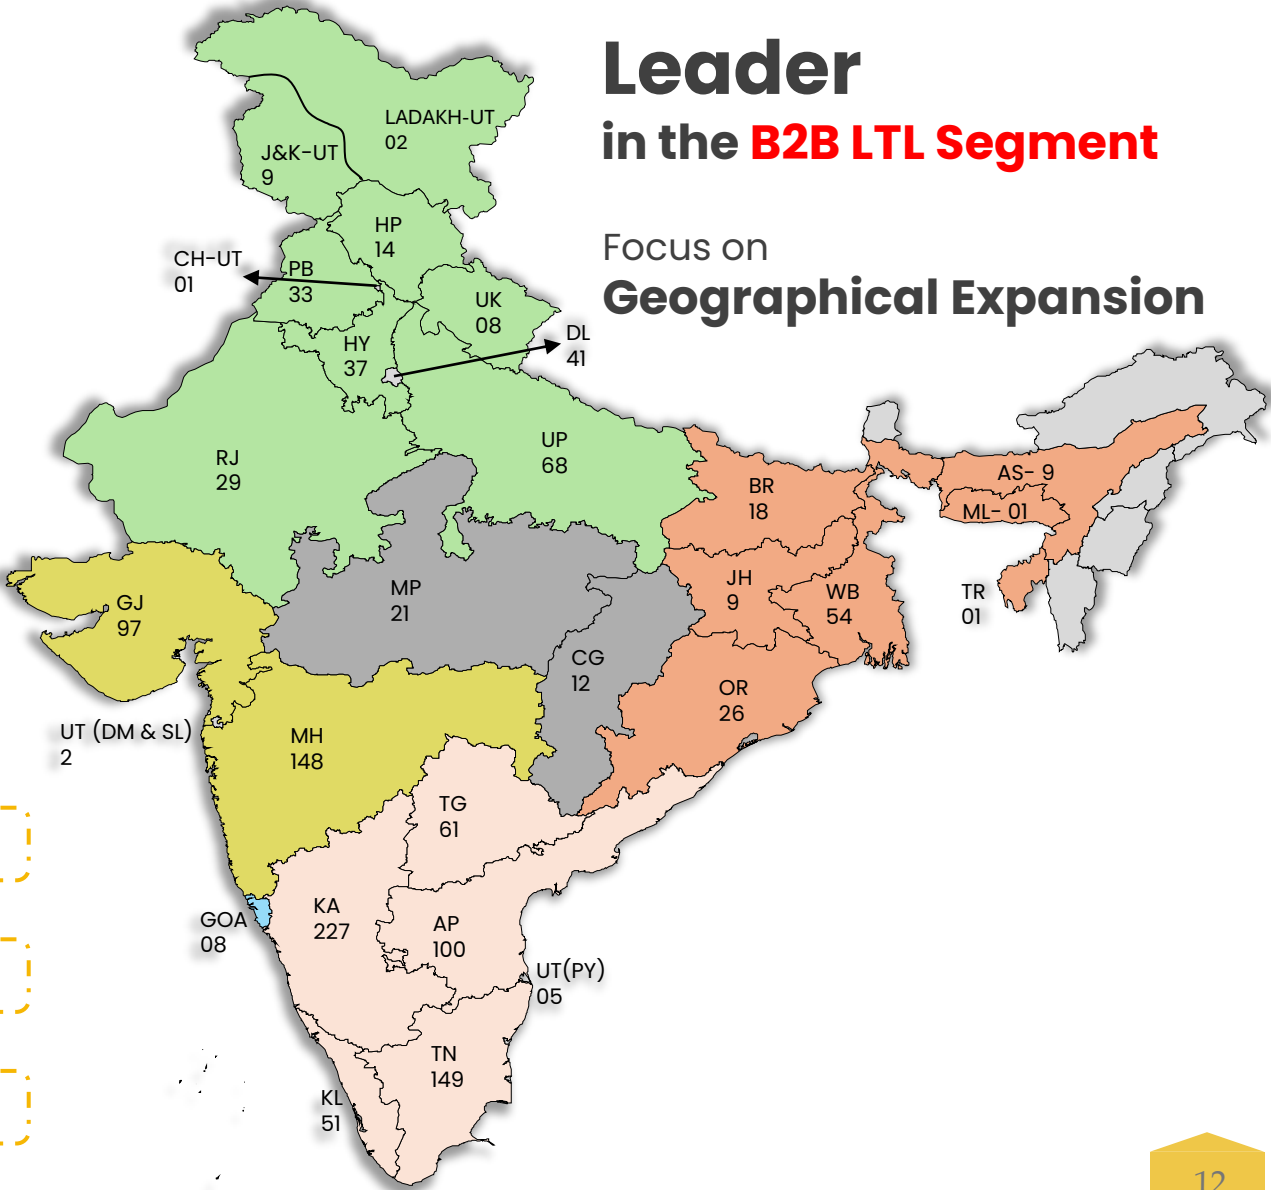 Leader
in the B2B LTL Segment
Focus on
Geographical Expansion
LADAKH-UT
02
J&K-UT
9
HP
14
CH-UT
01
PB
33
UK
08
DL
41
HY
37
UP
68
RJ
29
BR
18
AS- 9
ML- 01
TR
01
JH
9
WB
54
MP
21
GJ
97
CG
12
OR
26
UT (DM & SL)
2
MH
148
TG
61
KA
227
GOA
08
AP
100
UT(PY)
05
TN
149
KL
51
12